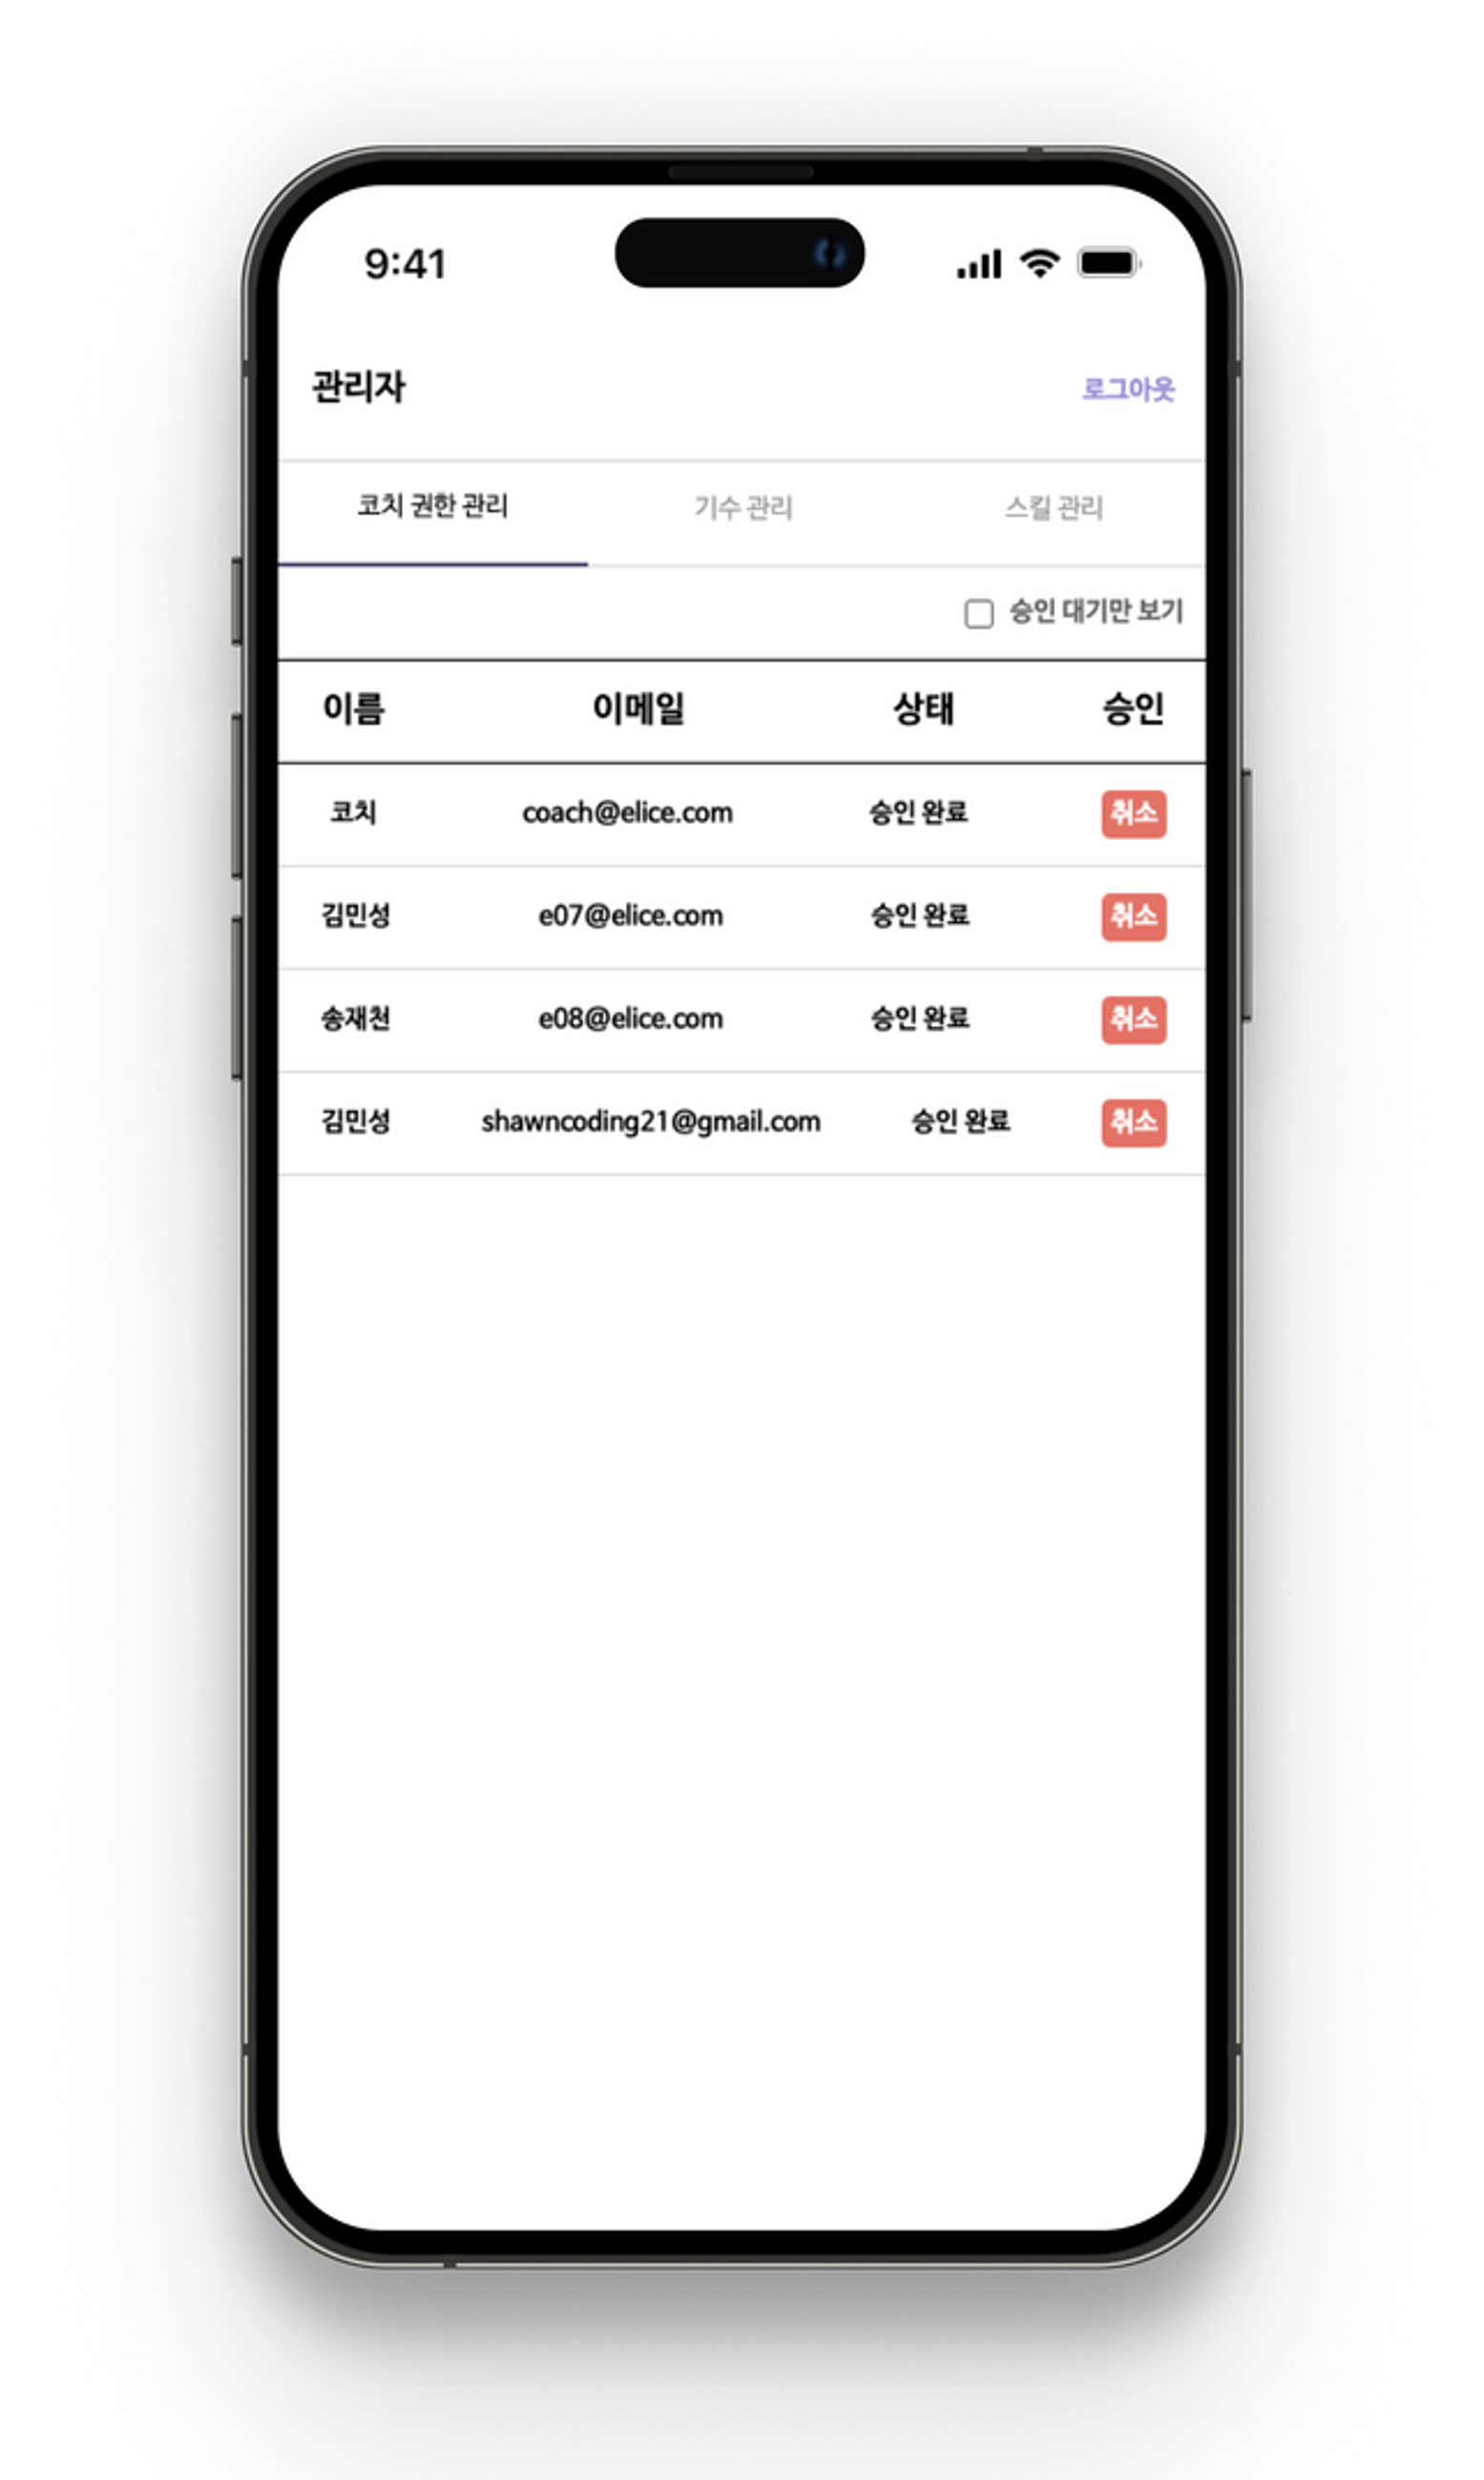 9:41
관리자 로그아웃
코치 권한 관리 기수 관리 스킬 관리
승인 대기만 보기
이름 이메일 상태 승인
코치 coach@elice.com 승인 완료 취소
김민성 e07@elice.com 승인 완료 취소
송재천 e08@elice.com 승인 완료 취소
김민성 shawncoding21@gmail.com 승인 완료 취소